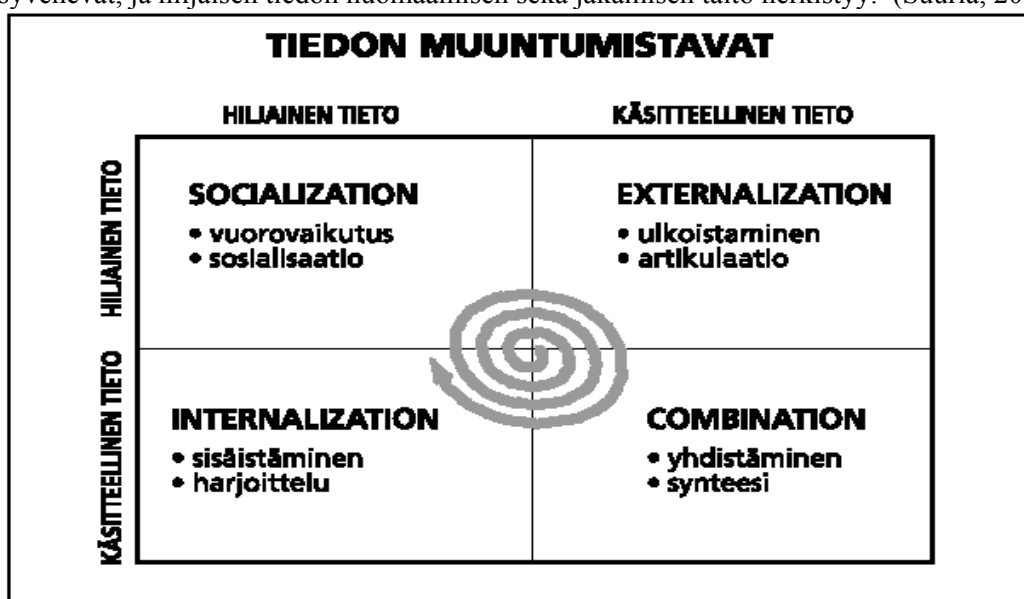 syvenevät, ja hiljaisen tiedon huomaamisen sekä jakamisen taito herkistyy. (Suurla, 20
TIEDON MUUNTUMISTAVAT
HILJAINEN TIETO
KÄSITTEELLINEN TIETO
HILJAINEN TIETO
SOCIALIZATION
• vuorovaikutus
• sosialisaatio
EXTERNALIZATION
• ulkoistaminen
• artikulaatio
KÄSITTEELLINEN TIETO
INTERNALIZATION
• sisäistäminen
• harjoittelu
COMBINATION
• yhdistäminen
• synteesi